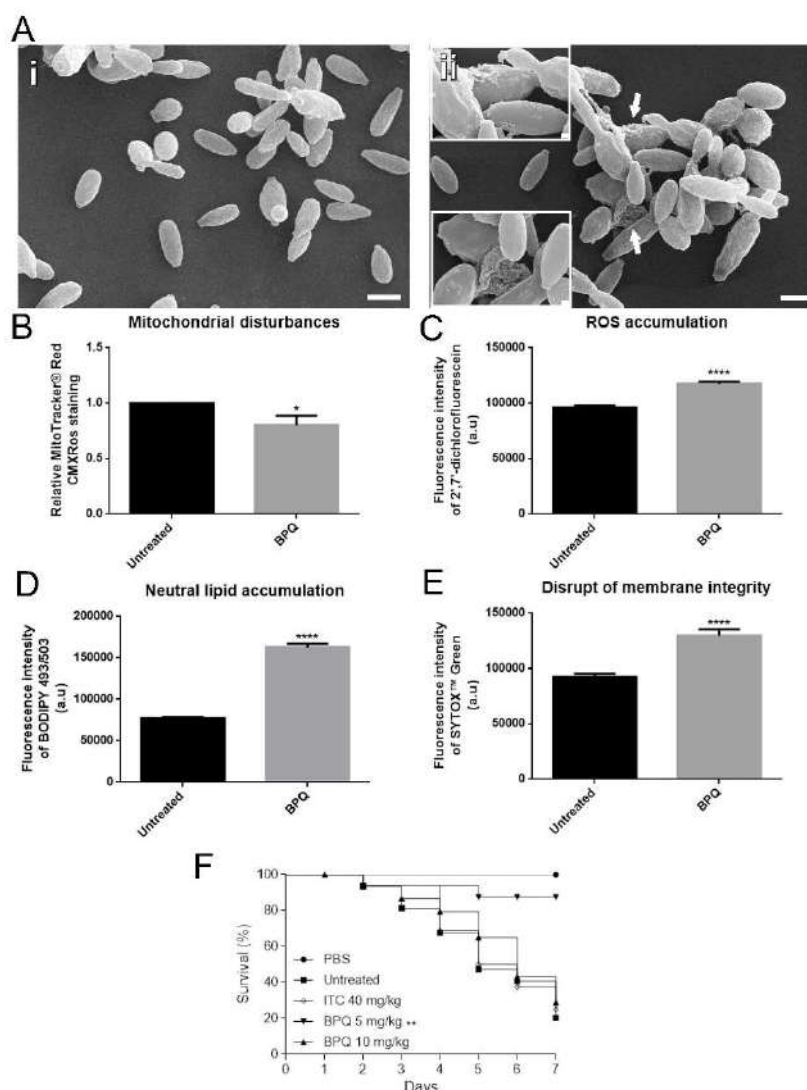 A
i
ii
B
Mitochondrial disturbances
Relative MitoTracker® Red
CMXRos staining
1.5
1.0
0.5
0.0
Untreated
BPQ
*
C
ROS accumulation
Fluorescence intensity
of 2',7'-dichlorofluorescein
(a.u)
150000
100000
50000
0
Untreated
BPQ
****
D
Neutral lipid accumulation
Fluorescence intensity
of BODIPY 493/503
(a.u)
200000
150000
100000
50000
0
Untreated
BPQ
****
E
Disrupt of membrane integrity
Fluorescence intensity
of SYTOX™ Green
(a.u)
150000
100000
50000
0
Untreated
BPQ
****
F
Survival (%)
100
80
60
40
20
0
PBS
Untreated
ITC 40 mg/kg
BPQ 5 mg/kg **
BPQ 10 mg/kg
0 1 2 3 4 5 6 7
Days